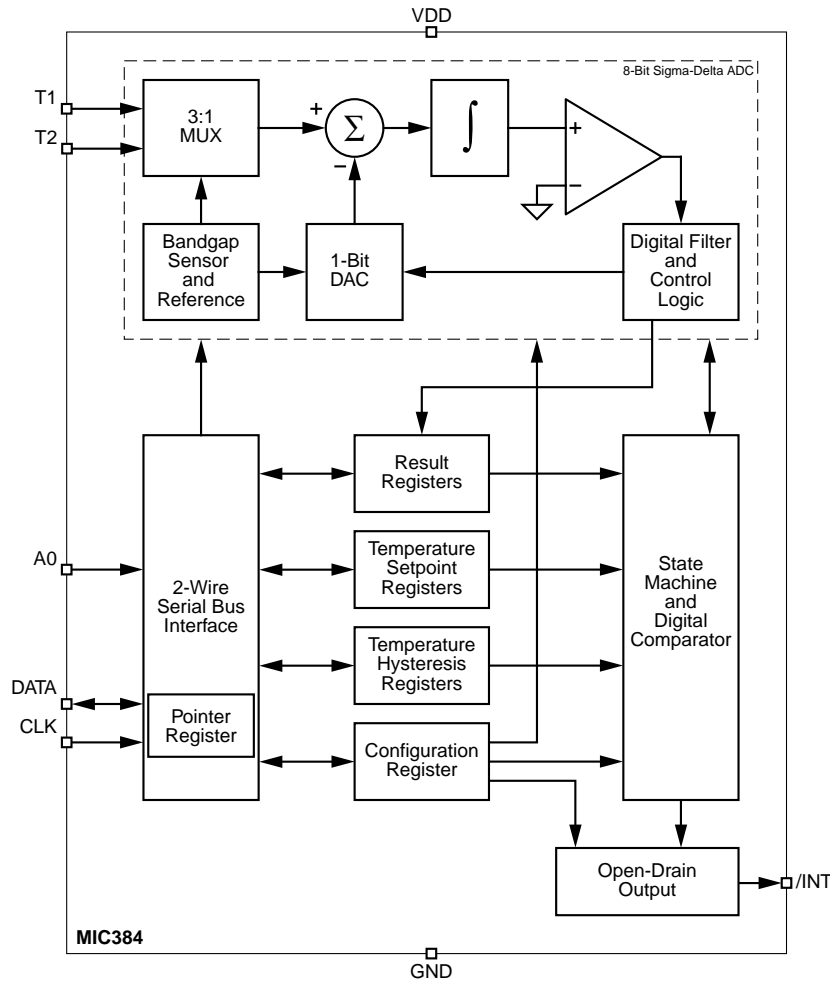 VDD
8-Bit Sigma-Delta ADC
T1
T2
3:1
MUX
+
Σ
−
∫
+
−
Bandgap
Sensor
and
Reference
1-Bit
DAC
Digital Filter
and
Control
Logic
A0
DATA
CLK
2-Wire
Serial Bus
Interface
Pointer
Register
Result
Registers
Temperature
Setpoint
Registers
Temperature
Hysteresis
Registers
Configuration
Register
State
Machine
and
Digital
Comparator
Open-Drain
Output
/INT
MIC384
GND